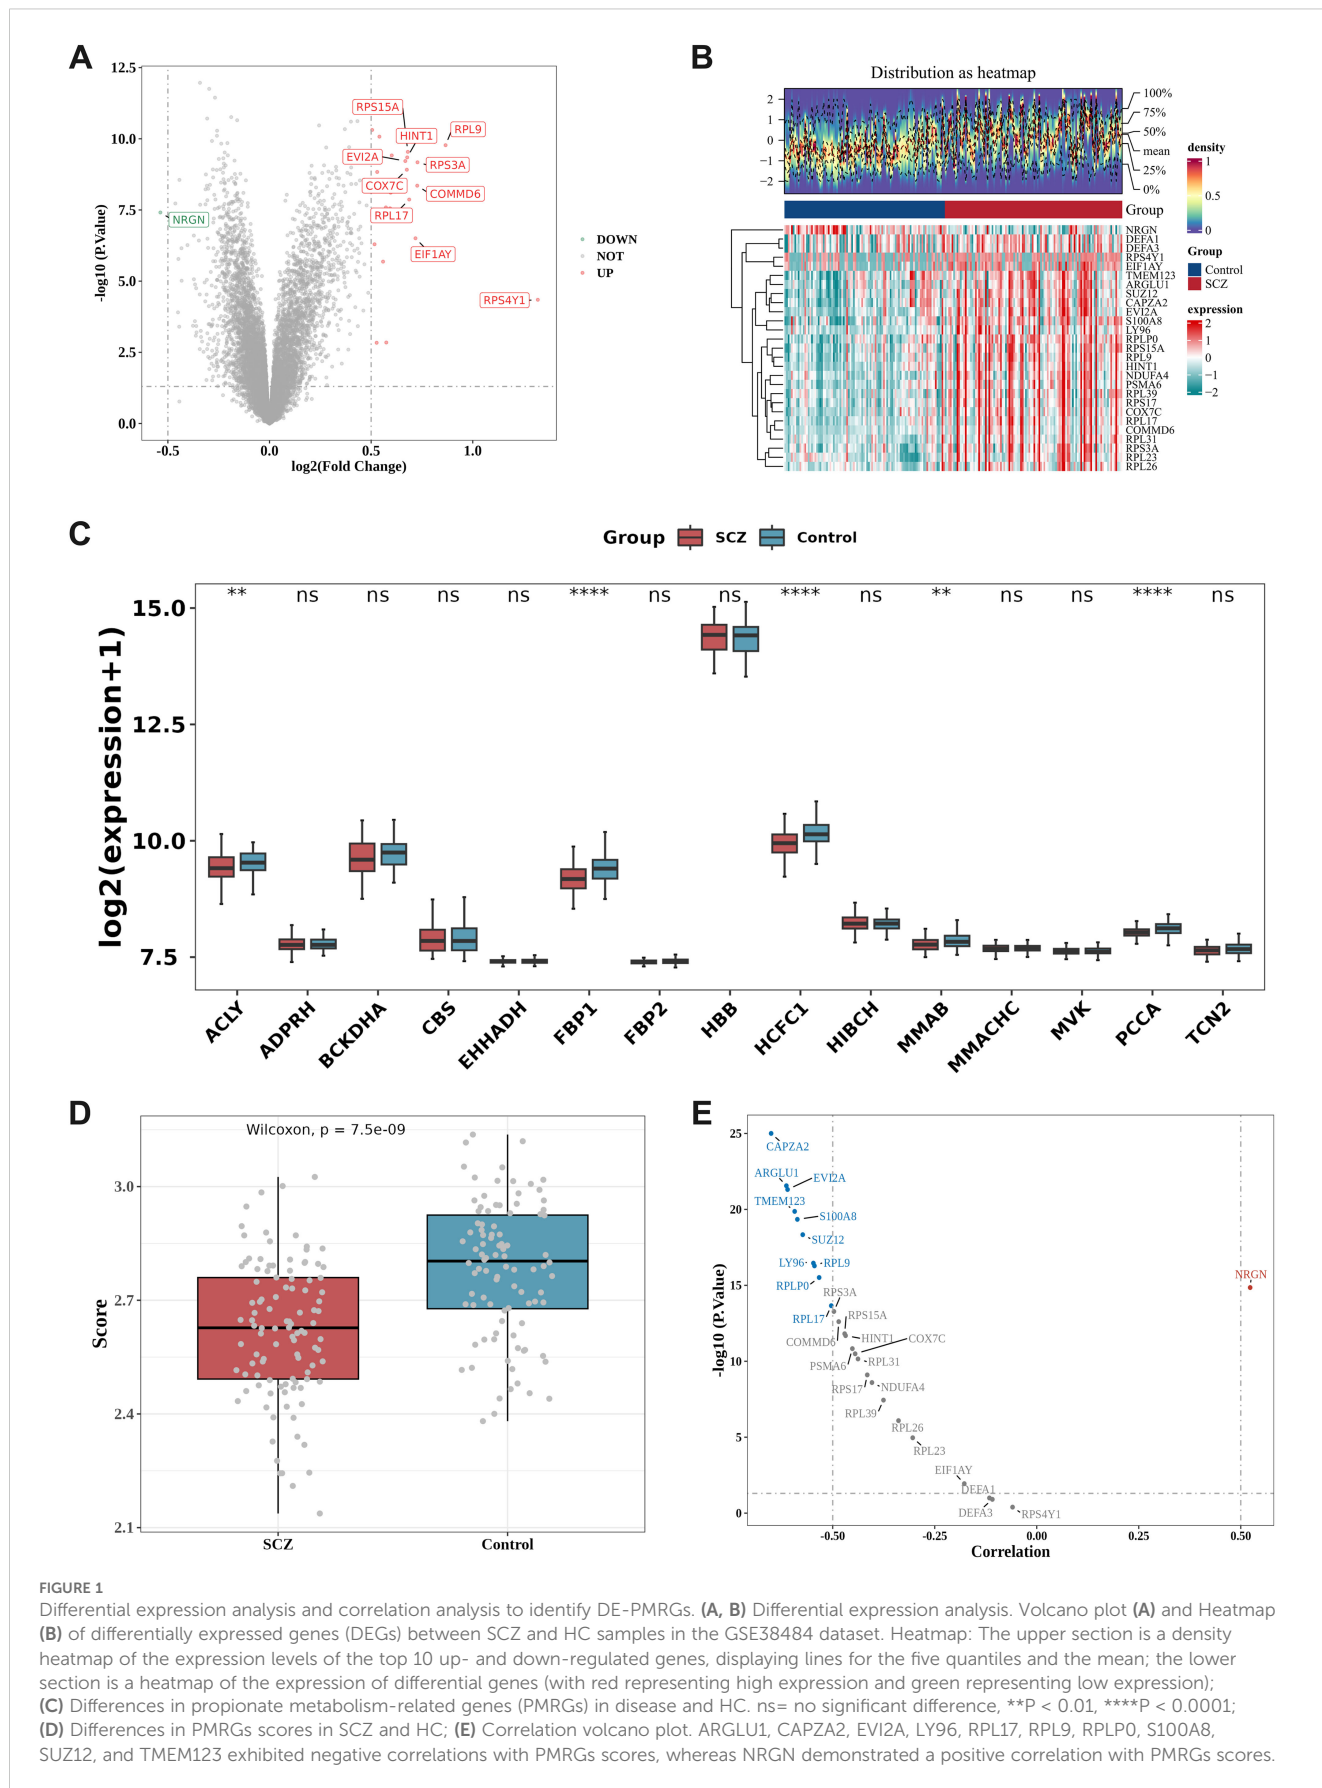 A
12.5
10.0
7.5
5.0
2.5
0.0
-log10 (P.Value)
-0.5
0.0
0.5
1.0
log2(Fold Change)
RPS15A
HINT1
RPL9
EVI2A
RPS3A
COX7C
COMMD6
RPL17
NRGN
EIF1AY
RPS4Y1
DOWN
NOT
UP
B
Distribution as heatmap
2
1
0
−1
−2
100%
75%
50%
mean
25%
0%
Group
NRGN
DEFA1
DEFA3
RPS4Y1
EIF1AY
TMEM123
ARGLU1
SUZ12
CAPZA2
EVI2A
S100A8
LY96
RPLP0
RPS15A
RPL9
HINT1
NDUFA4
PSMA6
RPL39
RPS17
COX7C
RPL17
COMMD6
RPL31
RPS3A
RPL23
RPL26
density
1
0.5
0
Group
Control
SCZ
expression
2
1
0
−1
−2
C
Group SCZ Control
log2(expression+1)
15.0
12.5
10.0
7.5
** ns ns ns ns **** ns ns **** ns ** ns ns **** ns
ACLY ADPRH BCKDHA CBS EHHADH FBP1 FBP2 HBB HCFC1 HIBCH MMAB MMACHC MVK PCCA TCN2
D
Wilcoxon, p = 7.5e-09
Score
3.0
2.7
2.4
2.1
SCZ Control
E
-log10 (P.Value)
25
20
15
10
5
0
CAPZA2
ARGLU1
EVI2A
TMEM123
S100A8
SUZ12
LY96
RPL9
RPLP0
NRGN
RPS3A
RPL17
RPS15A
COMMD6
HINT1
COX7C
PSMA6
RPL31
RPS17
NDUFA4
RPL39
RPL26
RPL23
EIF1AY
DEFA1
DEFA3
RPS4Y1
-0.50
-0.25
0.00
0.25
0.50
Correlation
FIGURE 1
Differential expression analysis and correlation analysis to identify DE-PMRGs. (A, B) Differential expression analysis. Volcano plot (A) and Heatmap
(B) of differentially expressed genes (DEGs) between SCZ and HC samples in the GSE38484 dataset. Heatmap: The upper section is a density
heatmap of the expression levels of the top 10 up- and down-regulated genes, displaying lines for the five quantiles and the mean; the lower
section is a heatmap of the expression of differential genes (with red representing high expression and green representing low expression);
(C) Differences in propionate metabolism-related genes (PMRGs) in disease and HC. ns= no significant difference, **P < 0.01, ****P < 0.0001;
(D) Differences in PMRGs scores in SCZ and HC; (E) Correlation volcano plot. ARGLU1, CAPZA2, EVI2A, LY96, RPL17, RPL9, RPLP0, S100A8,
SUZ12, and TMEM123 exhibited negative correlations with PMRGs scores, whereas NRGN demonstrated a positive correlation with PMRGs scores.